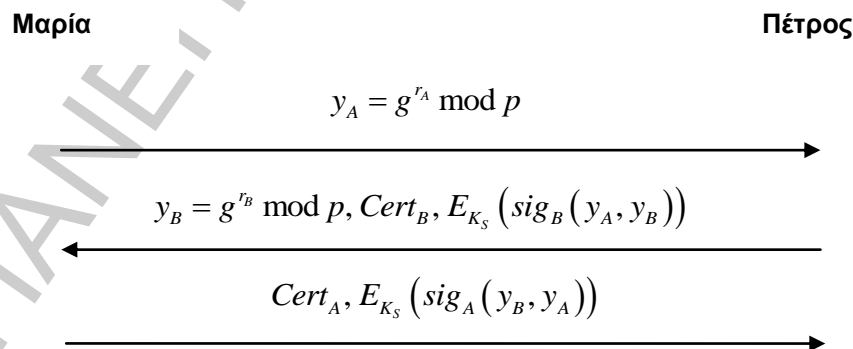 Μαρία Πέτρος
y_A = g^{r_A} mod p
y_B = g^{r_B} mod p, Cert_B, E_{K_S}(sig_B(y_A, y_B))
Cert_A, E_{K_S}(sig_A(y_B, y_A))